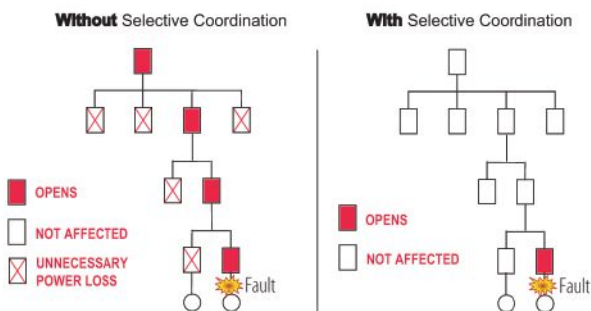 Without Selective Coordination
OPENS
NOT AFFECTED
UNNECESSARY
POWER LOSS
Fault
With Selective Coordination
OPENS
NOT AFFECTED
Fault